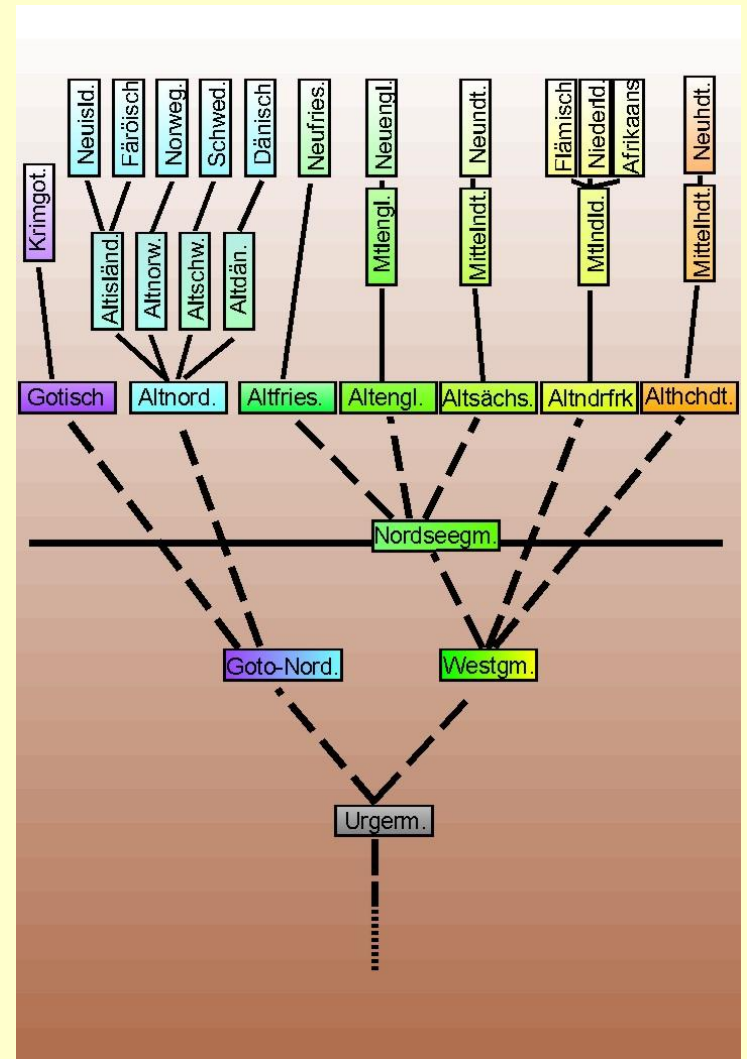 Neuisld.
Färöisch
Norweg.
Schwed.
Dänisch
Neufries.
Neuengl.
Neundt.
Flämisch
Niederld.
Afrikaans
Neuhdt.
Krimgot.
Altisländ.
Altnorw.
Altschw.
Altdän.
Mtlengl.
Mittelndt.
Mtlndld.
Mittelhdt.
Gotisch
Altnord.
Altfries.
Altengl.
Altsächs.
Altndrfrk
Althchdt.
Nordseegm.
Goto-Nord.
Westgm.
Urgerm.